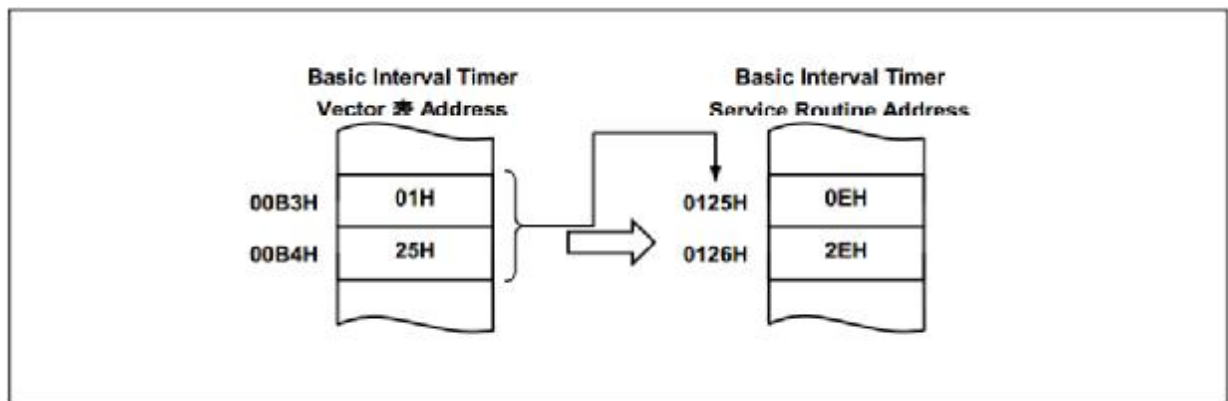 Basic Interval Timer
Vector 表 Address
00B3H 01H
00B4H 25H
Basic Interval Timer
Service Routine Address
0125H 0EH
0126H 2EH